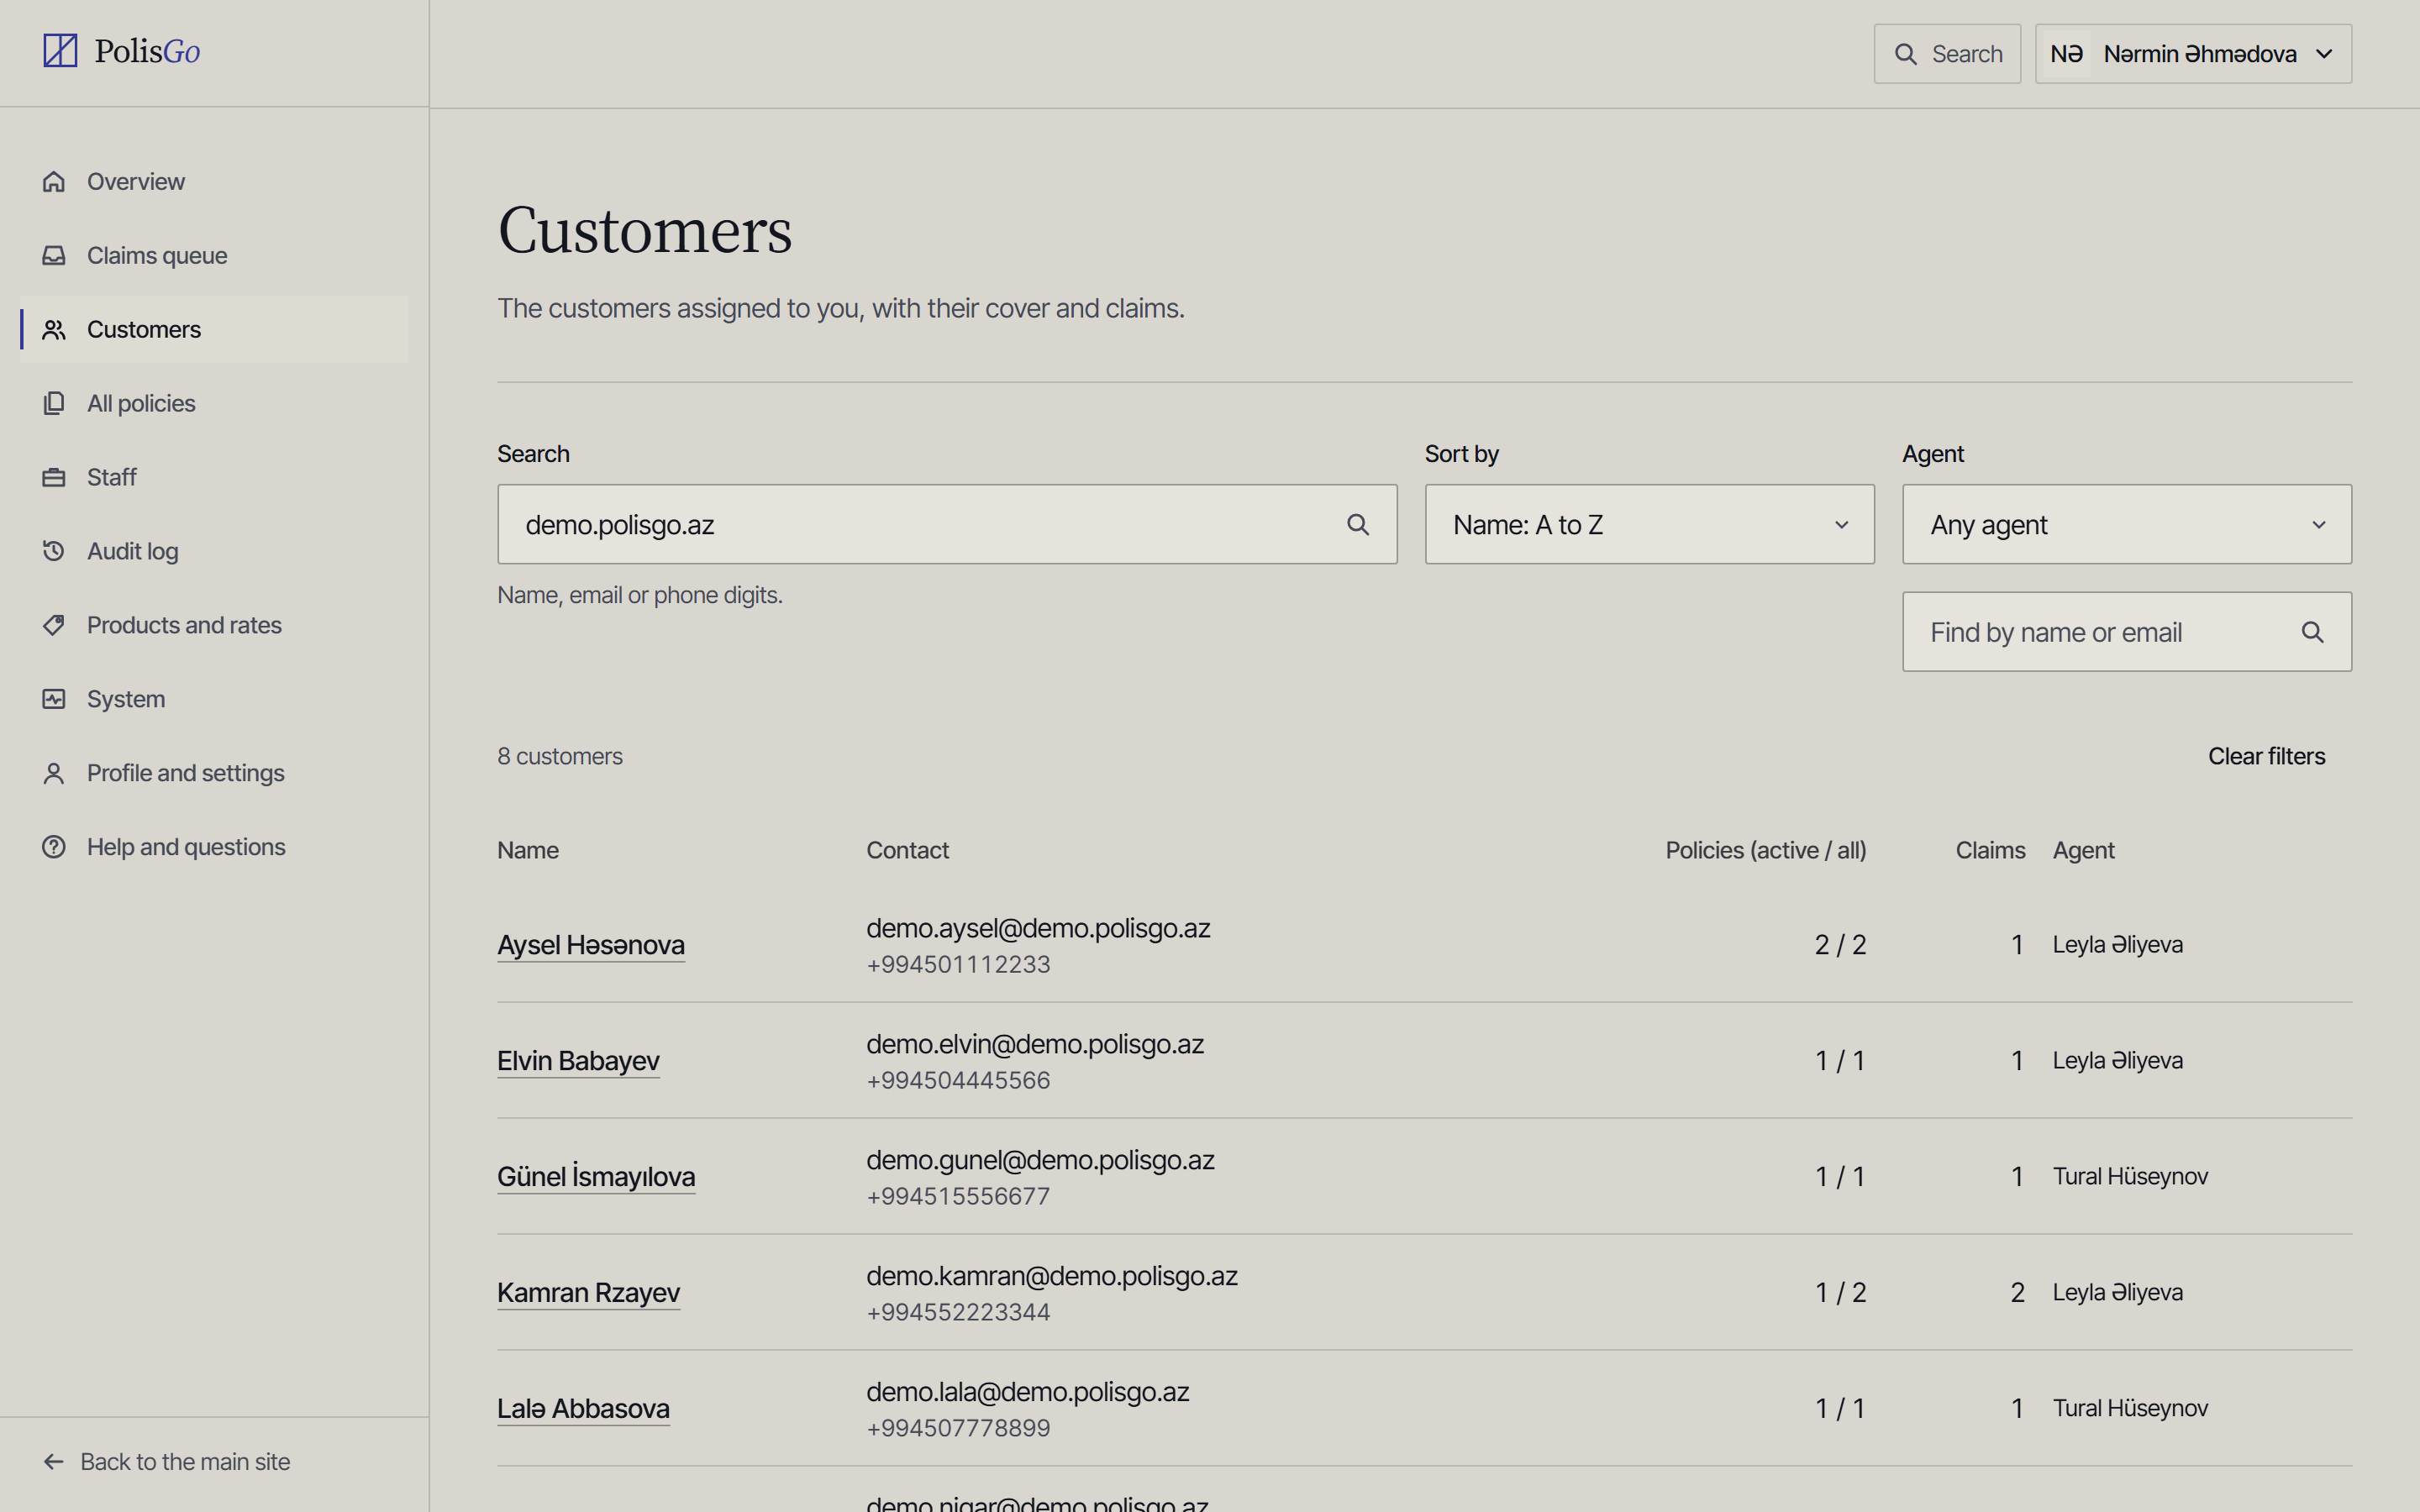 PolisGo
Search
NƏ Nərmin Əhmədova
Overview
Claims queue
Customers
All policies
Staff
Audit log
Products and rates
System
Profile and settings
Help and questions
Back to the main site
Customers
The customers assigned to you, with their cover and claims.
Search
demo.polisgo.az
Name, email or phone digits.
Sort by
Name: A to Z
Agent
Any agent
Find by name or email
8 customers
Clear filters
Name Contact Policies (active / all) Claims Agent
Aysel Həsənova demo.aysel@demo.polisgo.az 2 / 2 1 Leyla Əliyeva
+994501112233
Elvin Babayev demo.elvin@demo.polisgo.az 1 / 1 1 Leyla Əliyeva
+994504445566
Günel İsmayılova demo.gunel@demo.polisgo.az 1 / 1 1 Tural Hüseynov
+994515556677
Kamran Rzayev demo.kamran@demo.polisgo.az 1 / 2 2 Leyla Əliyeva
+994552223344
Lalə Abbasova demo.lala@demo.polisgo.az 1 / 1 1 Tural Hüseynov
+994507778899
demo.nigar@demo.polisgo.az